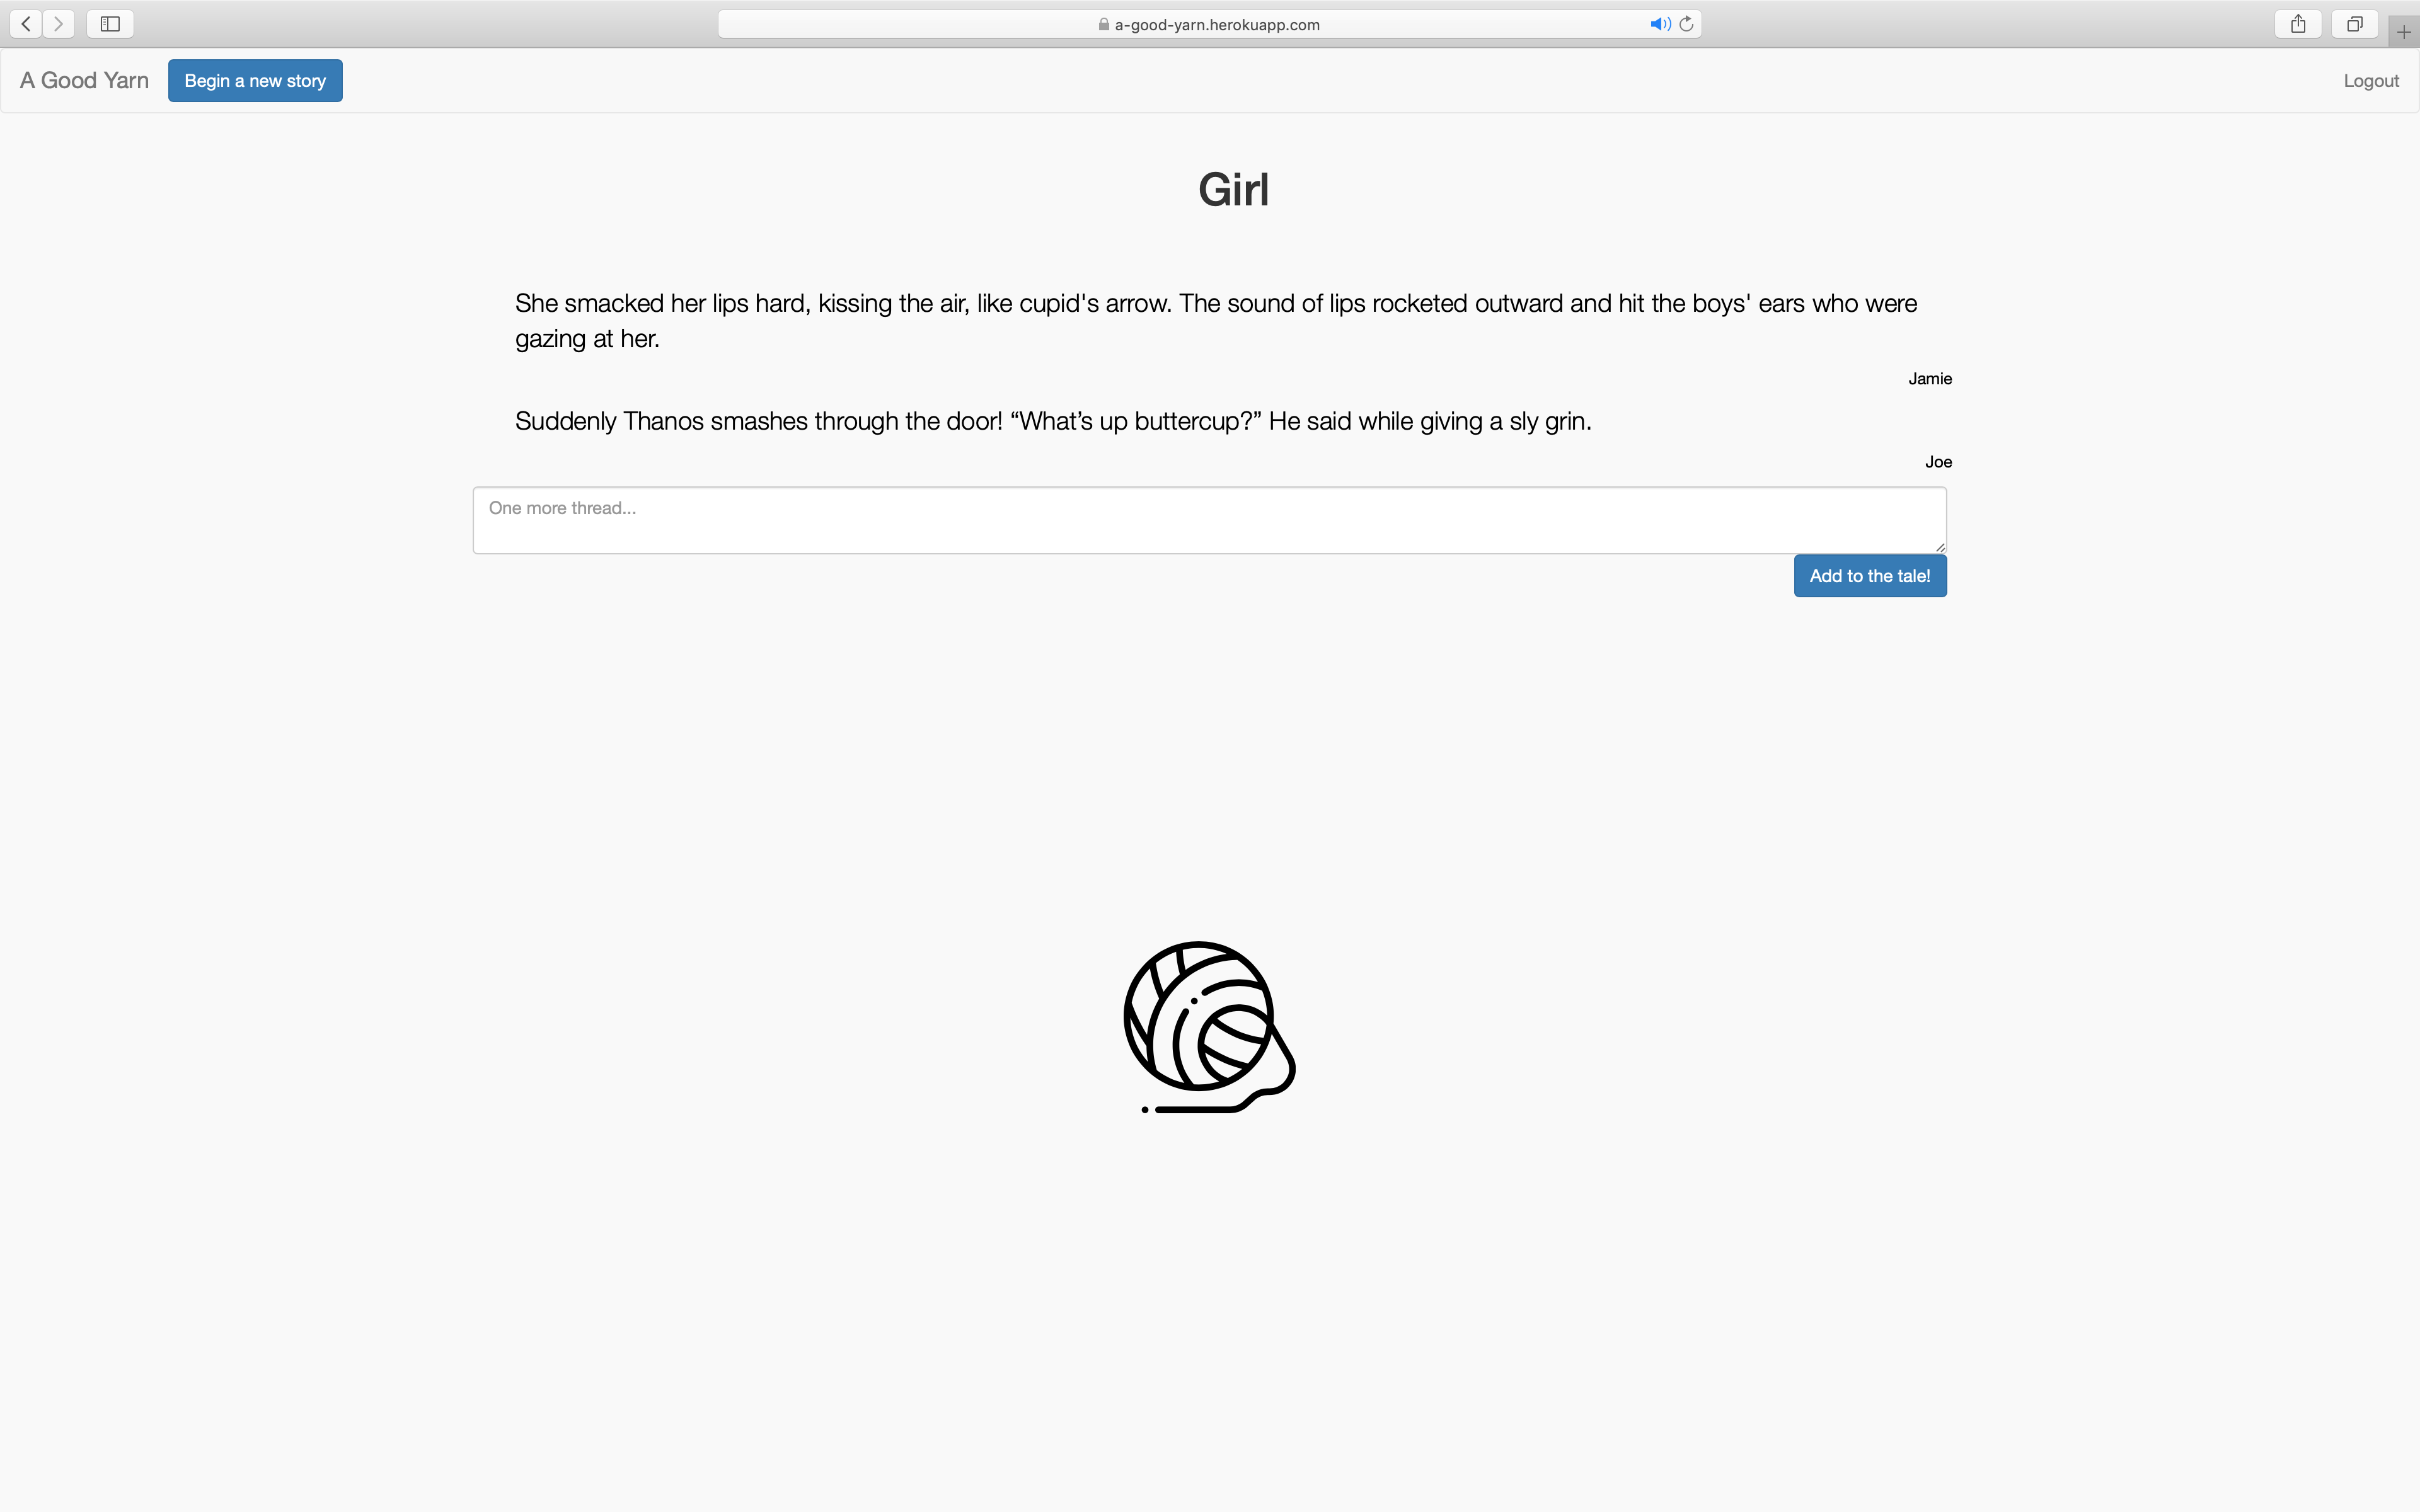 a-good-yarn.herokuapp.com
A Good Yarn
Begin a new story
Logout
Girl
She smacked her lips hard, kissing the air, like cupid's arrow. The sound of lips rocketed outward and hit the boys' ears who were
gazing at her.
Jamie
Suddenly Thanos smashes through the door! “What’s up buttercup?” He said while giving a sly grin.
Joe
One more thread...
Add to the tale!